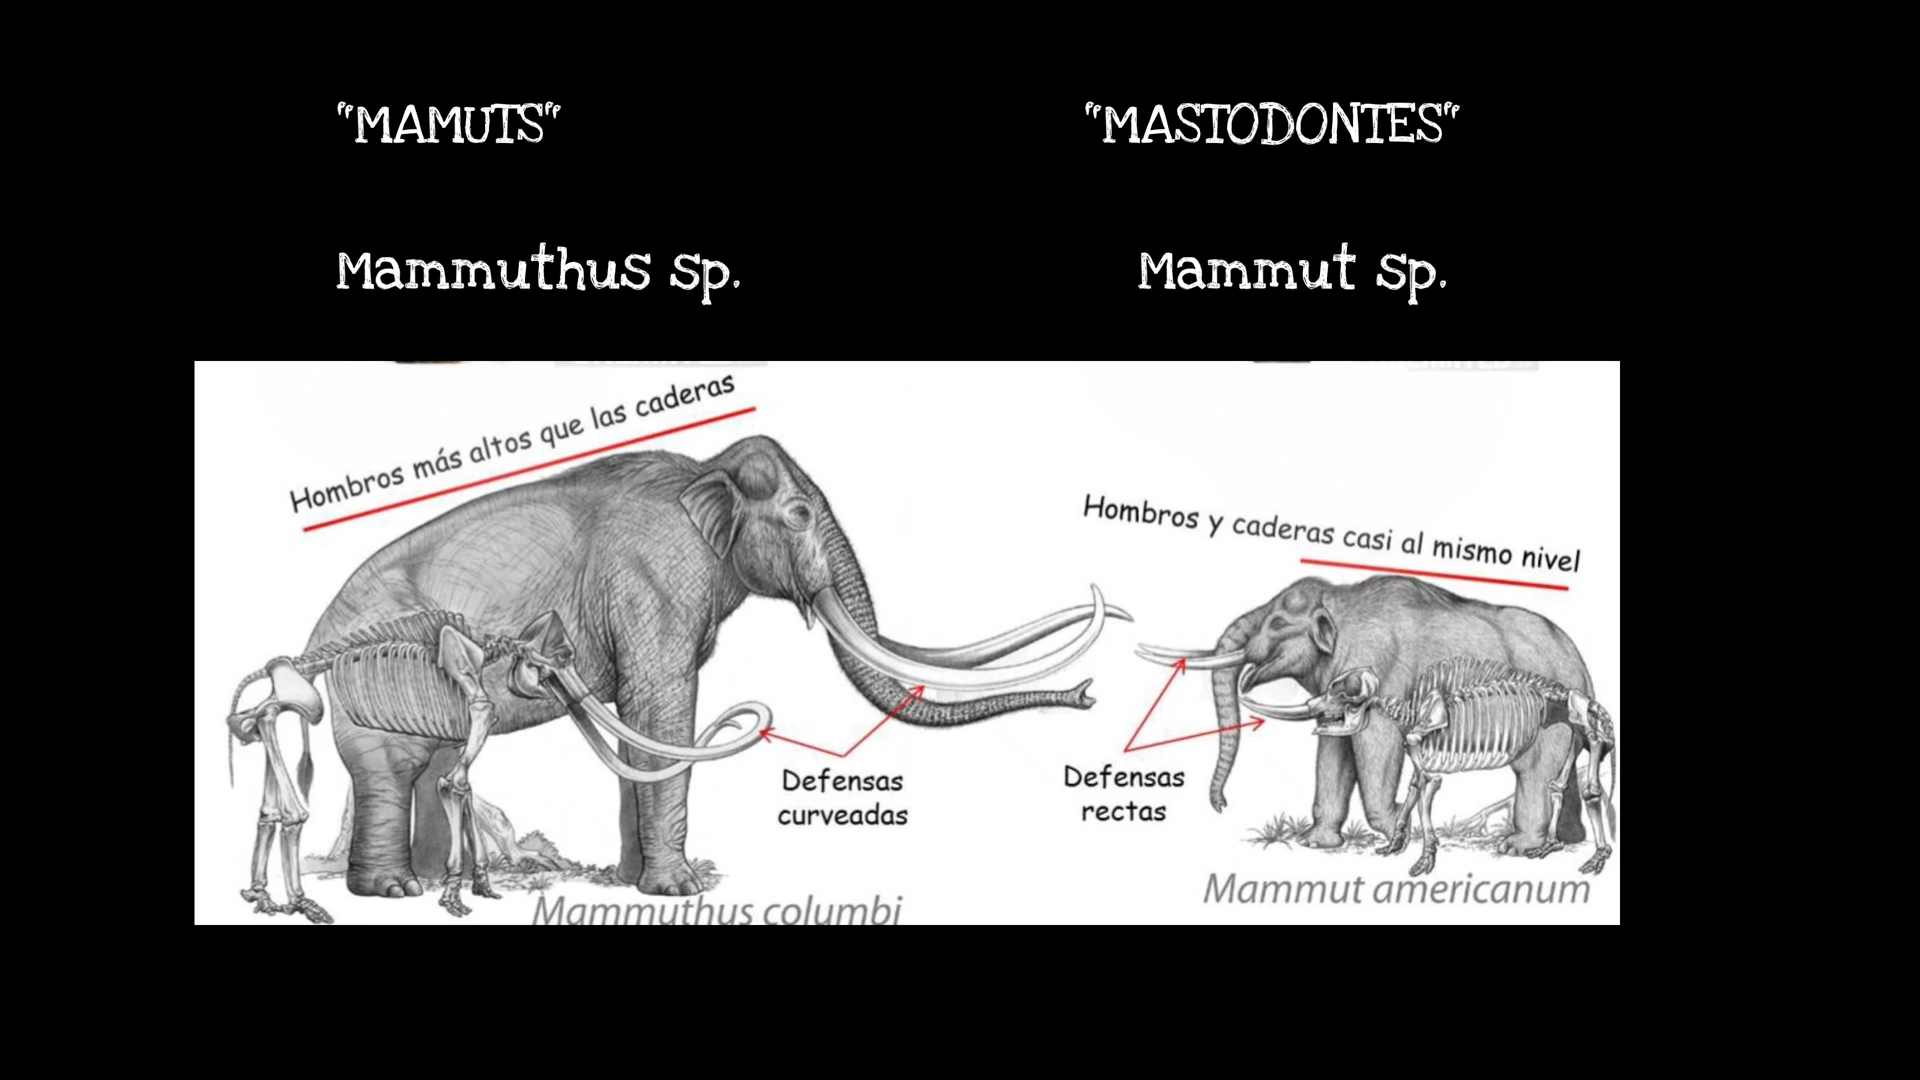 "MAMUTS"
"MASTODONTES"
Mammuthus sp.
Mammut sp.
Hombros más altos que las caderas
Hombros y caderas casi al mismo nivel
Defensas
curveadas
Defensas
rectas
Mammuthus columbi
Mammut americanum